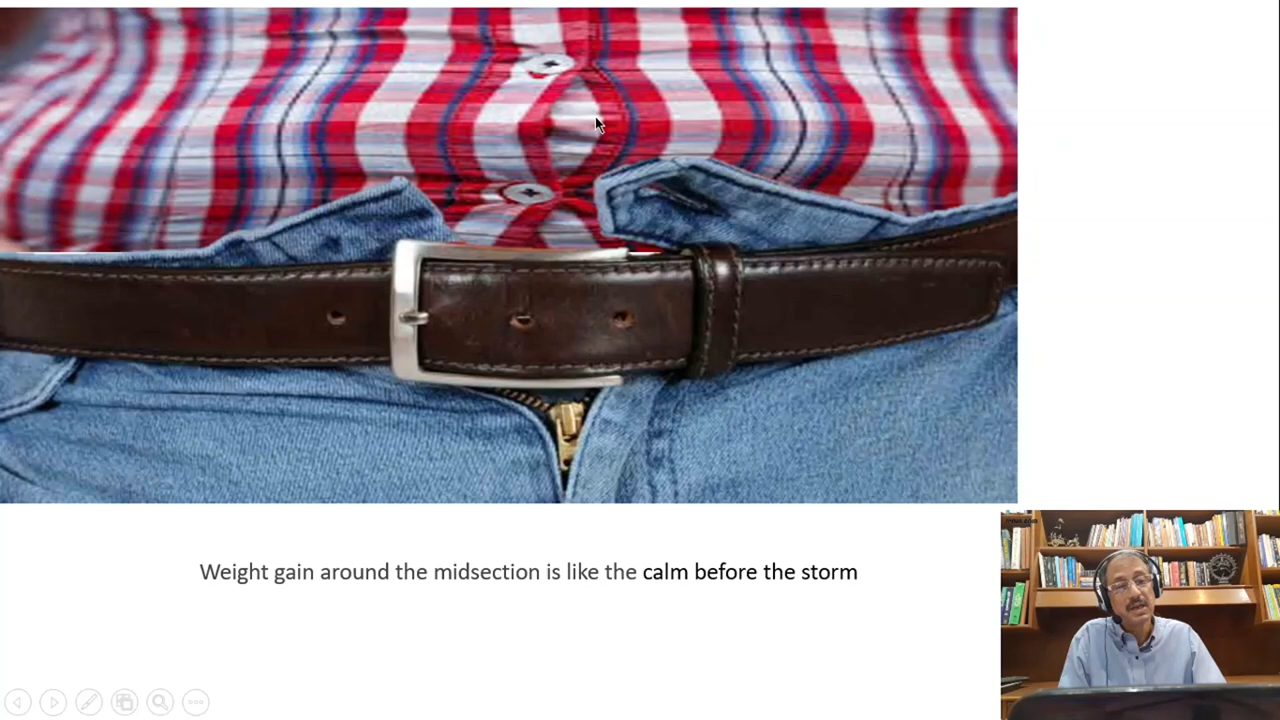 Weight gain around the midsection is like the calm before the storm